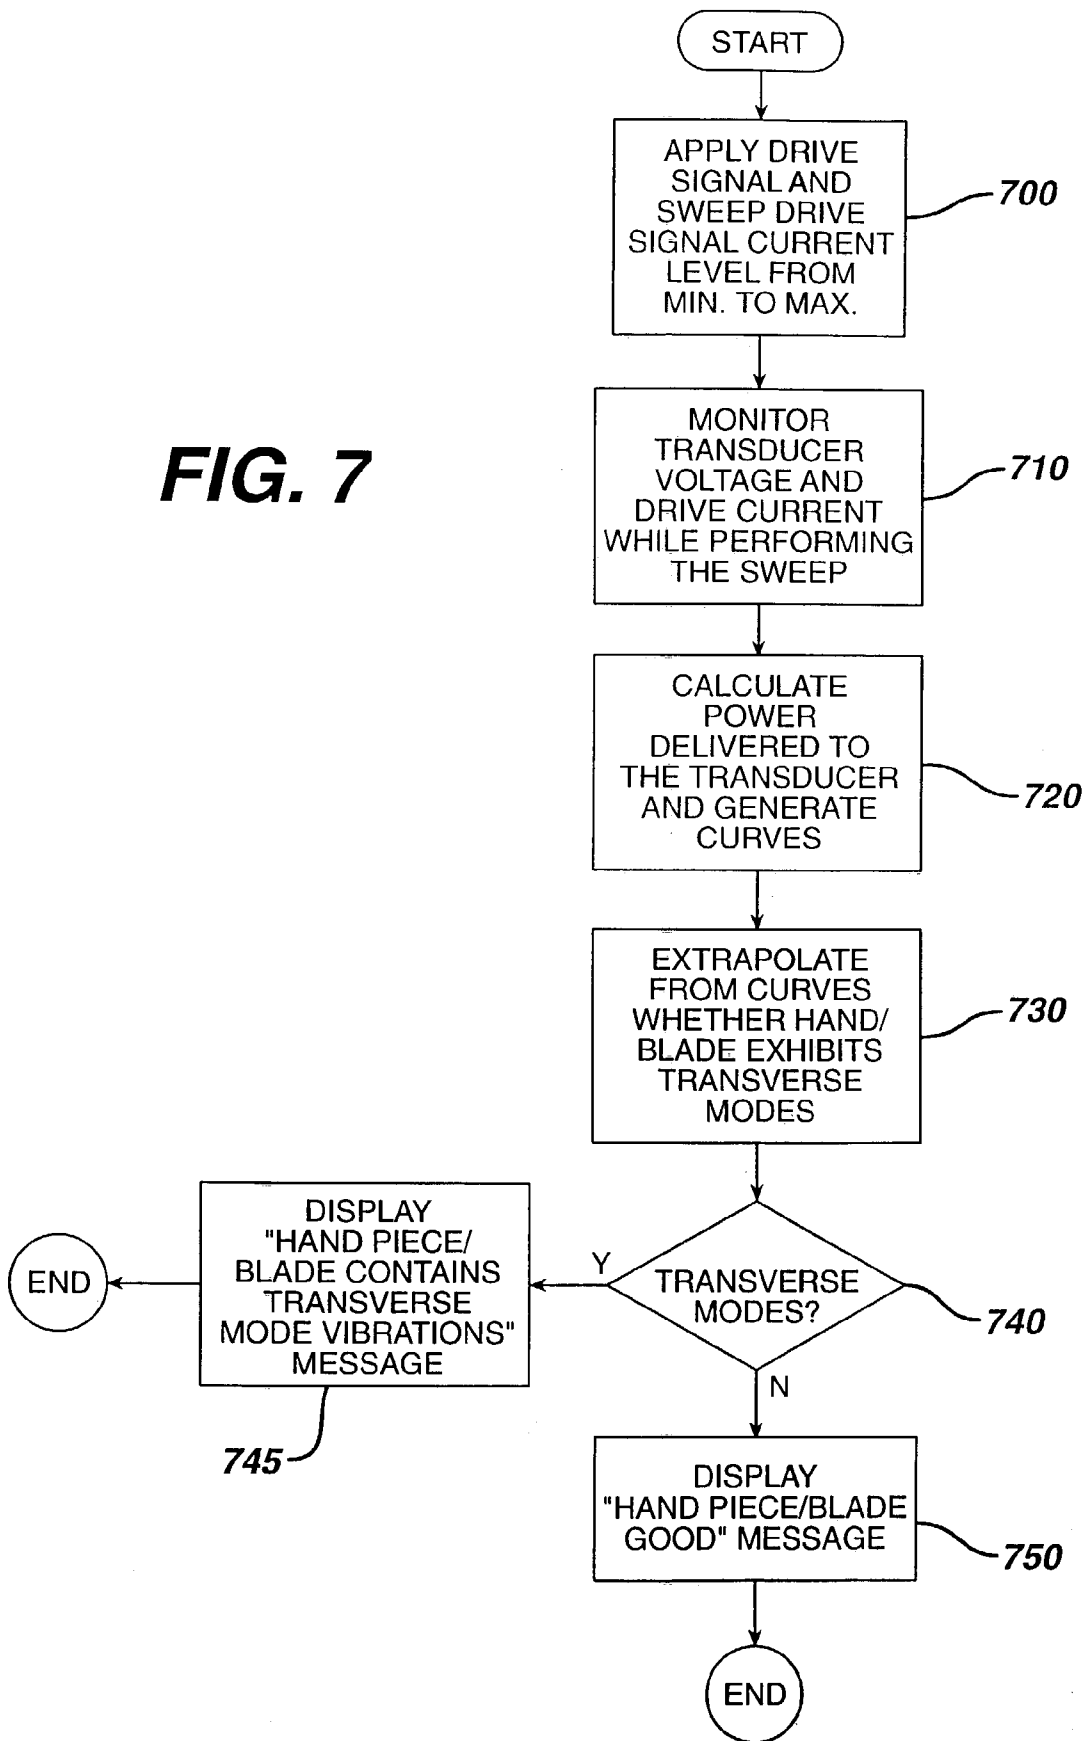 START
APPLY DRIVE
SIGNAL AND
SWEEP DRIVE
SIGNAL CURRENT
LEVEL FROM
MIN. TO MAX.
700
FIG. 7
MONITOR
TRANSDUCER
VOLTAGE AND
DRIVE CURRENT
WHILE PERFORMING
THE SWEEP
710
CALCULATE
POWER
DELIVERED TO
THE TRANSDUCER
AND GENERATE
CURVES
720
EXTRAPOLATE
FROM CURVES
WHETHER HAND/
BLADE EXHIBITS
TRANSVERSE
MODES
730
TRANSVERSE
MODES?
740
Y
DISPLAY
"HAND PIECE/
BLADE CONTAINS
TRANSVERSE
MODE VIBRATIONS"
MESSAGE
745
END
N
DISPLAY
"HAND PIECE/BLADE
GOOD" MESSAGE
750
END